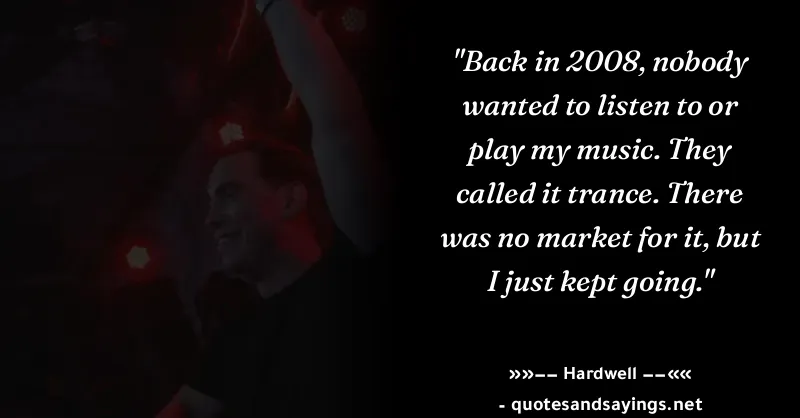 "Back in 2008, nobody
wanted to listen to or
play my music. They
called it trance. There
was no market for it, but
I just kept going."
»»–– Hardwell ––««
- quotesandsayings.net